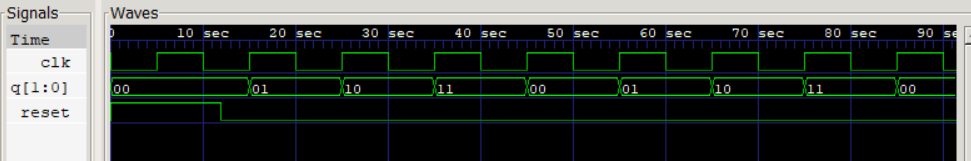 Signals
Waves
Time
10 sec 20 sec 30 sec 40 sec 50 sec 60 sec 70 sec 80 sec 90 se
clk
q[1:0] 00 01 10 11 00 01 10 11 00
reset